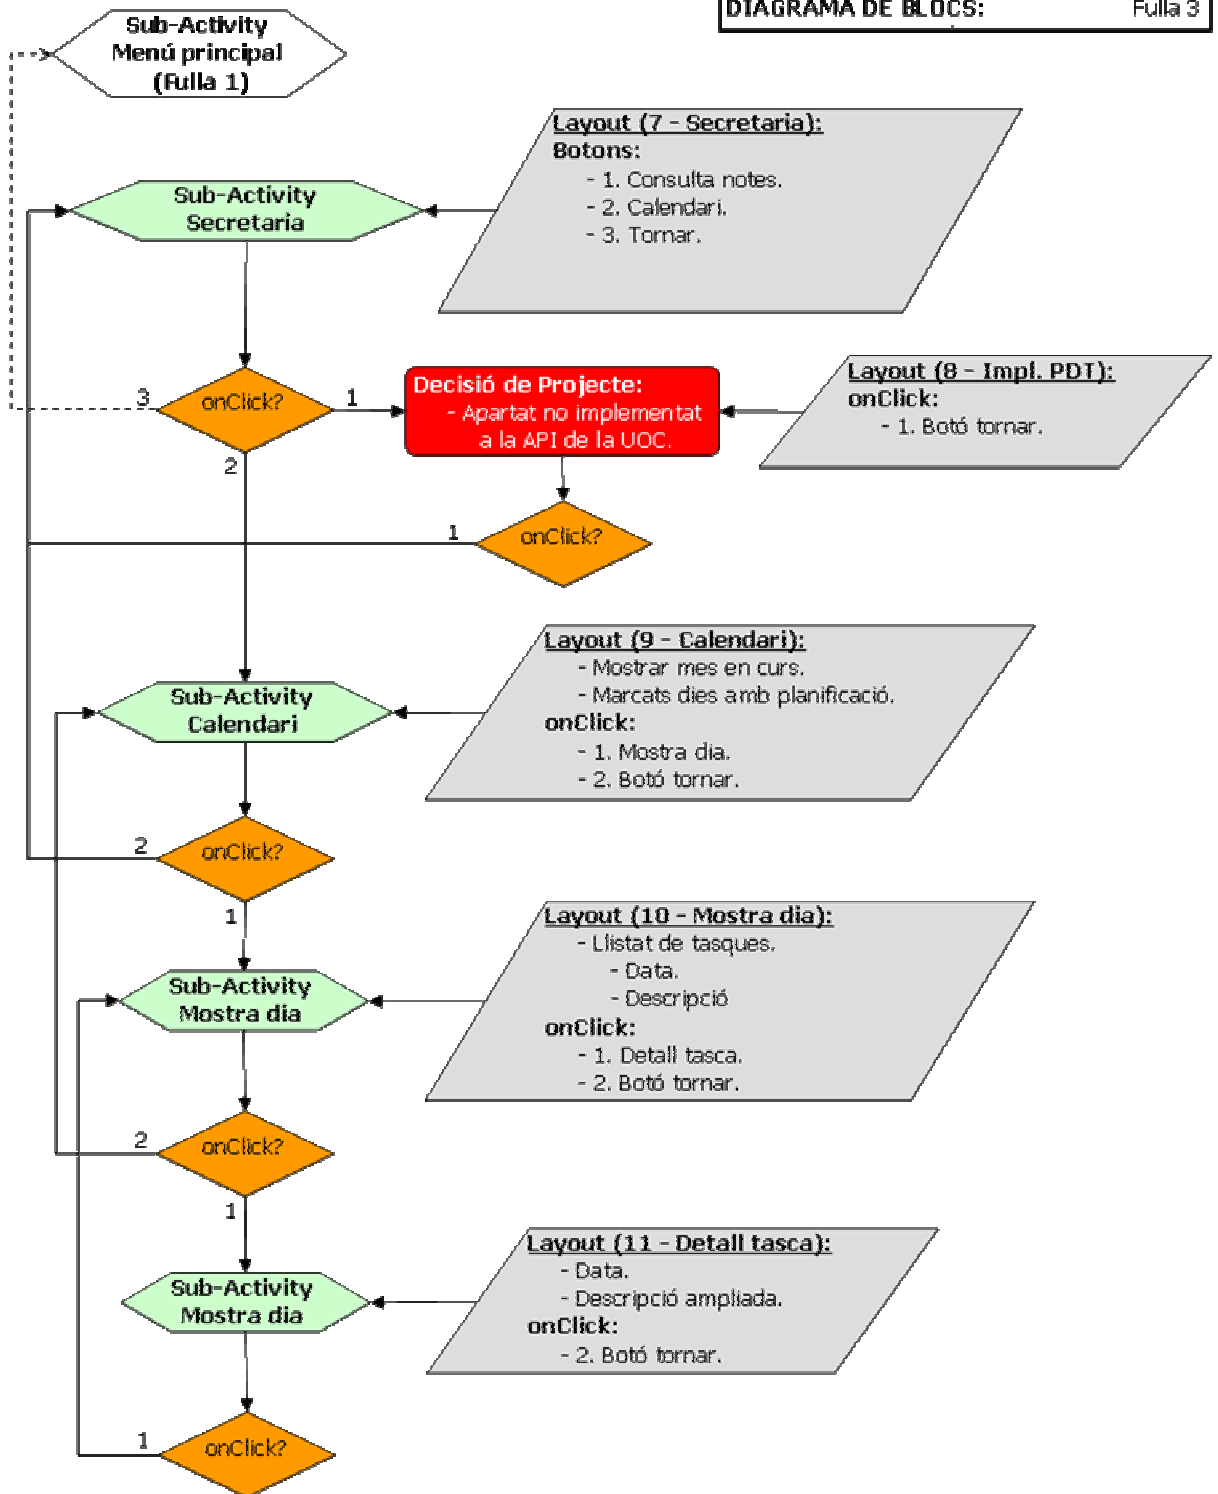 DIAGRAMA DE BLOCS: Fulla 3
Sub-Activity
Menú principal
(Fulla 1)
Layout (7 - Secretaria):
Botons:
- 1. Consulta notes.
- 2. Calendari.
- 3. Tornar.
Sub-Activity
Secretaria
3
onClick?
1
2
Decisió de Projecte:
- Apartat no implementat
a la API de la UOC.
Layout (8 - Impl. PDT):
onClick:
- 1. Botó tornar.
1
onClick?
Layout (9 - Calendari):
- Mostrar mes en curs.
- Marcats dies amb planificació.
onClick:
- 1. Mostra dia.
- 2. Botó tornar.
Sub-Activity
Calendari
2
onClick?
1
Layout (10 - Mostra dia):
- Llistat de tasques.
- Data.
- Descripció
onClick:
- 1. Detall tasca.
- 2. Botó tornar.
Sub-Activity
Mostra dia
2
onClick?
1
Layout (11 - Detall tasca):
- Data.
- Descripció ampliada.
onClick:
- 2. Botó tornar.
Sub-Activity
Mostra dia
1
onClick?